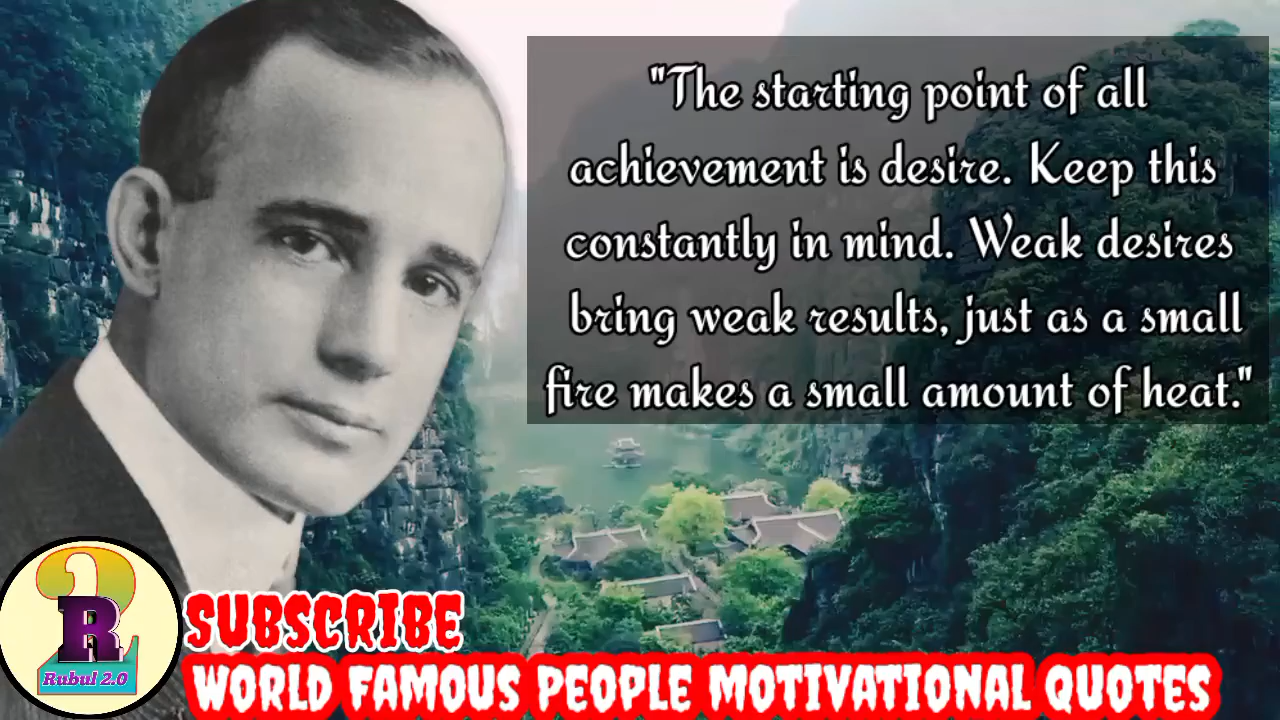 "The starting point of all
achievement is desire. Keep this
constantly in mind. Weak desires
bring weak results, just as a small
fire makes a small amount of heat."
2
R
Rubul 2.0
SUBSCRIBE
WORLD FAMOUS PEOPLE MOTIVATIONAL QUOTES